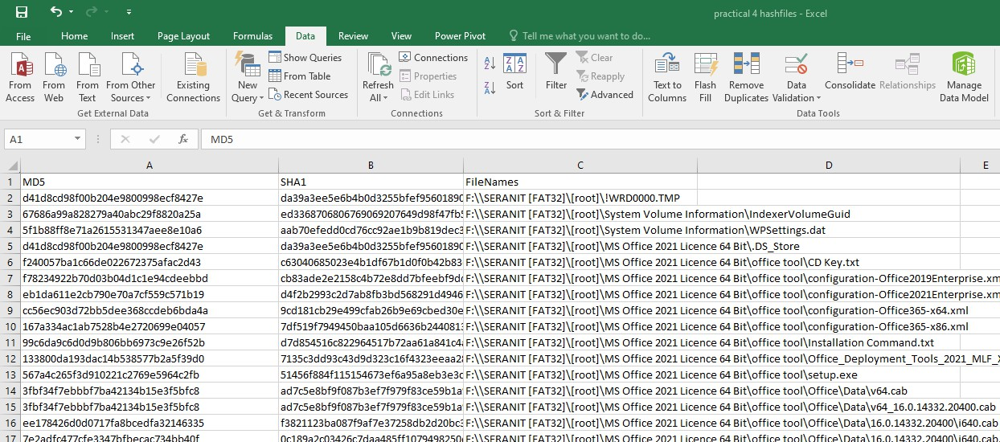 practical 4 hashfiles - Excel
File Home Insert Page Layout Formulas Data Review View Power Pivot Tell me what you want to do...
From Access
From Web
From Text
From Other Sources
Existing Connections
Get External Data
New Query
Show Queries
From Table
Recent Sources
Get & Transform
Refresh All
Connections
Properties
Edit Links
Connections
Sort
Filter
Clear
Reapply
Advanced
Sort & Filter
Text to Columns
Flash Fill
Remove Duplicates
Data Validation
Consolidate
Relationships
Manage Data Model
Data Tools
A1 fx MD5
A B C D E
1 MD5 SHA1 FileNames
2 d41d8cd98f00b204e9800998ecf8427e da39a3ee5e6b4b0d3255bfef95601890 F:\\SERANIT [FAT32]\[root]\!WRD0000.TMP
3 67686a99a828279a40abc29f8820a25a ed3368706806769069207649d98f47fb5 F:\\SERANIT [FAT32]\[root]\System Volume Information\IndexerVolumeGuid
4 5f1b88ff8e71a2615531347aee8e10a6 aab70efedd0cd76cc92ae1b9b819dec3 F:\\SERANIT [FAT32]\[root]\System Volume Information\WPSettings.dat
5 d41d8cd98f00b204e9800998ecf8427e da39a3ee5e6b4b0d3255bfef95601890 F:\\SERANIT [FAT32]\[root]\MS Office 2021 Licence 64 Bit\.DS_Store
6 f240057ba1c66de022672375afac2d43 c63040685023e4b1df67b1d0f0b42b83 F:\\SERANIT [FAT32]\[root]\MS Office 2021 Licence 64 Bit\office tool\CD Key.txt
7 f78234922b70d03b04d1c1e94cdeebbd cb83ade2e2158c4b72e8dd7bfeebf9d F:\\SERANIT [FAT32]\[root]\MS Office 2021 Licence 64 Bit\office tool\configuration-Office2019Enterprise.xm
8 eb1da611e2cb790e70a7cf559c571b19 d4f2b2993c2d7ab8fb3bd568291d4946 F:\\SERANIT [FAT32]\[root]\MS Office 2021 Licence 64 Bit\office tool\configuration-Office2021Enterprise.xm
9 cc56ec903d72bb5dee368ccdeb6bda4a 9cd181cb29e499cfab26b9e69cbed30e F:\\SERANIT [FAT32]\[root]\MS Office 2021 Licence 64 Bit\office tool\configuration-Office365-x64.xml
10 167a334ac1ab7528b4e2720699e04057 7df519f7949450baa105d6636b2440813 F:\\SERANIT [FAT32]\[root]\MS Office 2021 Licence 64 Bit\office tool\configuration-Office365-x86.xml
11 99c6da9c6d0d9b806bb6973c9e26f52b d7d854516c822964517b72aa61a841c4 F:\\SERANIT [FAT32]\[root]\MS Office 2021 Licence 64 Bit\office tool\Installation Command.txt
12 133800da193dac14b538577b2a5f39d0 7135c3dd93c43d9d323c16f4323eeaa2 F:\\SERANIT [FAT32]\[root]\MS Office 2021 Licence 64 Bit\office tool\Office_Deployment_Tools_2021_MLF_X
13 567a4c265f3d910221c2769e5964c2fb 51456f884f115154673ef6a95a8eb3e3 F:\\SERANIT [FAT32]\[root]\MS Office 2021 Licence 64 Bit\office tool\setup.exe
14 3fbf34f7ebbbf7ba42134b15e3f5bfc8 ad7c5e8bf9f087b3ef7f979f83ce59b1a F:\\SERANIT [FAT32]\[root]\MS Office 2021 Licence 64 Bit\office tool\Office\Data\v64.cab
15 3fbf34f7ebbbf7ba42134b15e3f5bfc8 ad7c5e8bf9f087b3ef7f979f83ce59b1a F:\\SERANIT [FAT32]\[root]\MS Office 2021 Licence 64 Bit\office tool\Office\Data\v64_16.0.14332.20400.cab
16 ee178426d0d0717fa8bcedfa32146335 f3821123ba087f9af7e37258db2d20bc F:\\SERANIT [FAT32]\[root]\MS Office 2021 Licence 64 Bit\office tool\Office\Data\16.0.14332.20400\i640.cab
17 7e2adfc477cfe3347bfbecac734bb40f 0c189a2c03426c7daa485ff1079498250 F:\\SERANIT [FAT32]\[root]\MS Office 2021 Licence 64 Bit\office tool\Office\Data\16.0.14332.20400\i640.cab.